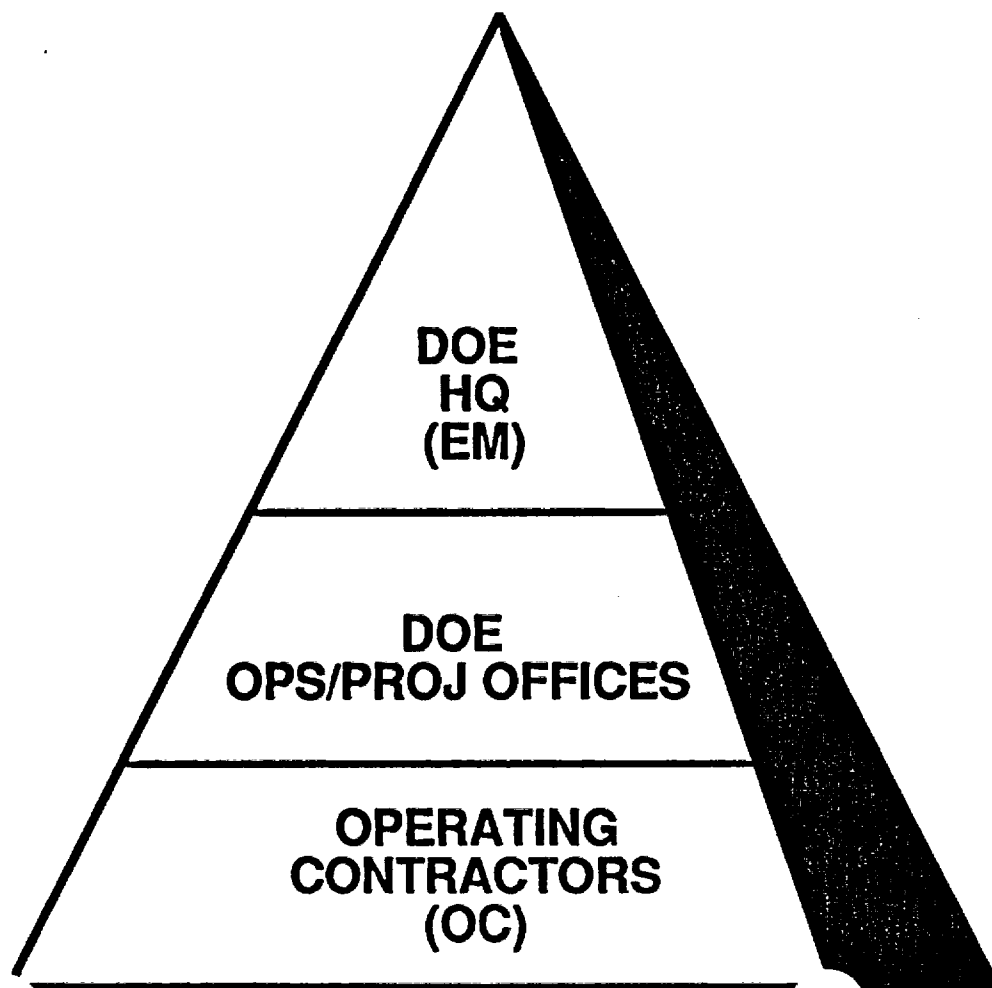 DOE
HQ
(EM)
DOE
OPS/PROJ OFFICES
OPERATING
CONTRACTORS
(OC)